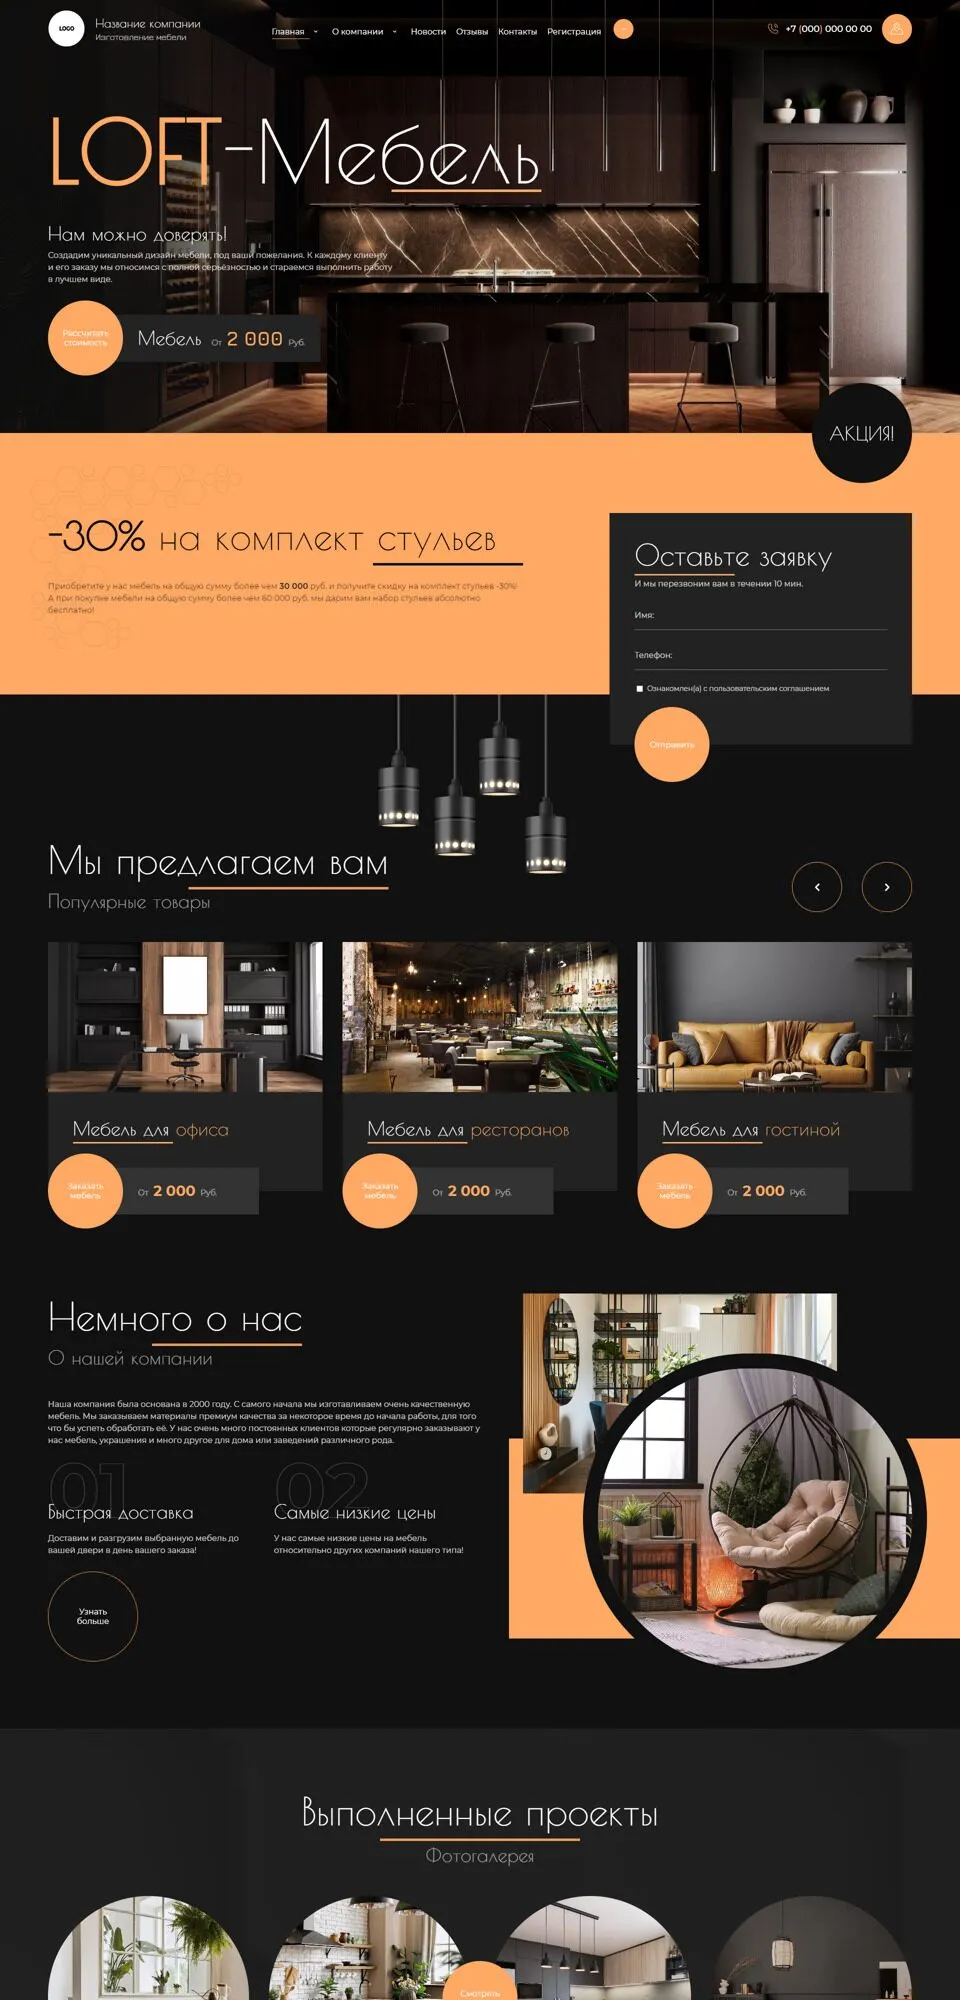 LOGO
Название компании
Изготовление мебели
Главная О компании Новости Отзывы Контакты Регистрация
+7 (000) 000 00 00
LOFT-Мебель
Нам можно доверять!
Создадим уникальный дизайн мебели, под ваши пожелания. К каждому клиенту
и его заказу мы относимся с полной серьёзностью и стараемся выполнить работу
в лучшем виде.
Рассчитать
стоимость
Мебель От 2 000 Руб.
АКЦИЯ!
-30% на комплект стульев
Приобретите у нас мебель на общую сумму более чем 30 000 руб. и получите скидку на комплект стульев -30%!
А при покупке мебели на общую сумму более чем 60 000 руб. мы дарим вам набор стульев абсолютно
бесплатно!
Оставьте заявку
И мы перезвоним вам в течении 10 мин.
Имя:
Телефон:
Ознакомлен(а) с пользовательским соглашением
Отправить
Мы предлагаем вам
Популярные товары
Мебель для офиса
Заказать
мебель
От 2 000 Руб.
Мебель для ресторанов
Заказать
мебель
От 2 000 Руб.
Мебель для гостиной
Заказать
мебель
От 2 000 Руб.
Немного о нас
О нашей компании
Наша компания была основана в 2000 году. С самого начала мы изготавливаем очень качественную
мебель. Мы заказываем материалы премиум качества за некоторое время до начала работы, для того
что бы успеть обработать её. У нас очень много постоянных клиентов которые регулярно заказывают у
нас мебель, украшения и много другое для дома или заведений различного рода.
01
Быстрая доставка
Доставим и разгрузим выбранную мебель до
вашей двери в день вашего заказа!
02
Самые низкие цены
У нас самые низкие цены на мебель
относительно других компаний нашего типа!
Узнать
больше
Выполненные проекты
Фотогалерея
Смотреть